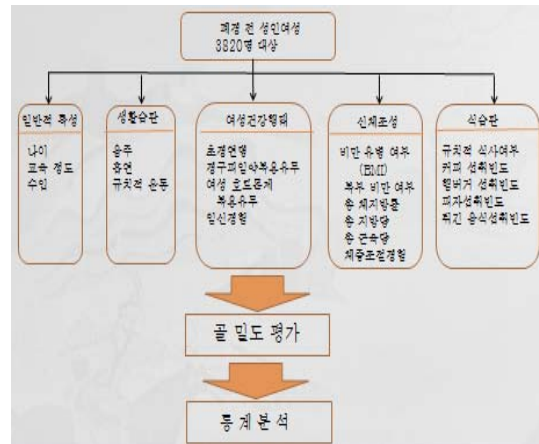 폐경 전 성인여성
3820명 대상
일반적 특성
나이
교육 정도
수입
생활습관
음주
흡연
규칙적 운동
여성건강형태
초경연령
경구피임약복용유무
여성 호르몬제
복용유무
임신경험
신체조성
비만 유병 여부
(BMI)
복부 비만 여부
총 체지방률
총 지방량
총 근육량
체중조절경험
식습관
규칙적 식사여부
커피 섭취빈도
햄버거 섭취빈도
피자섭취빈도
튀긴 음식섭취빈도
골 밀도 평가
통계분석